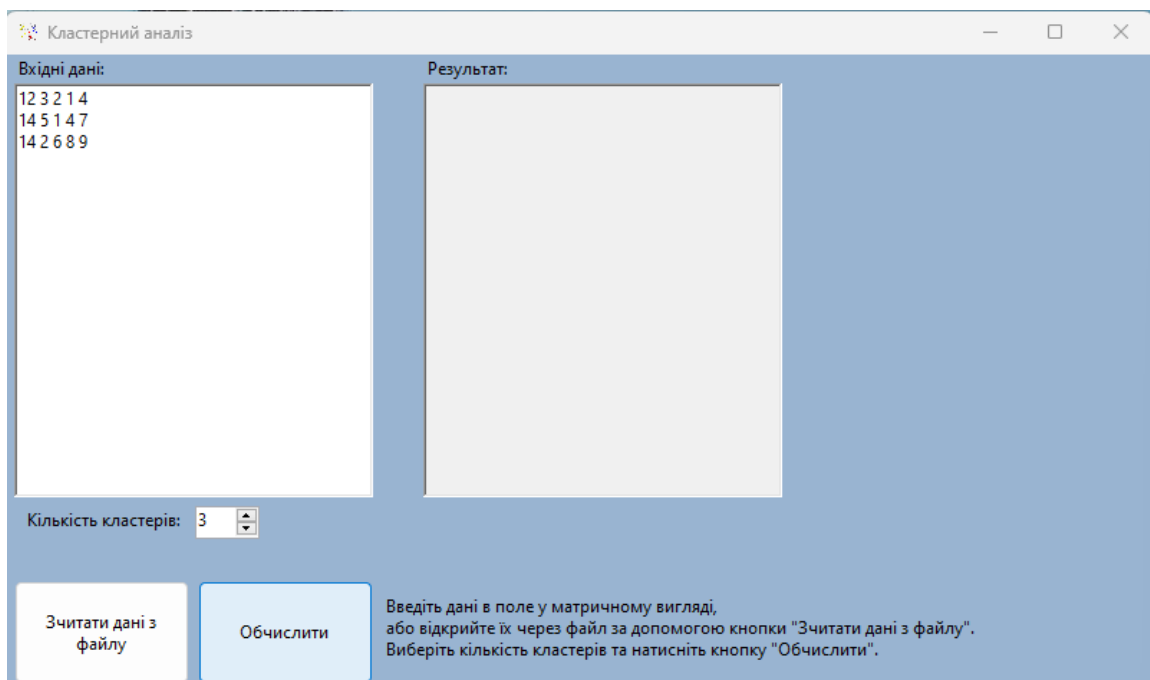 Кластерний аналіз
Вхідні дані:
Результат:
12 3 2 1 4
14 5 1 4 7
14 2 6 8 9
Кількість кластерів: 3
Зчитати дані з
файлу
Обчислити
Введіть дані в поле у матричному вигляді,
або відкрийте їх через файл за допомогою кнопки "Зчитати дані з файлу".
Виберіть кількість кластерів та натисніть кнопку "Обчислити".